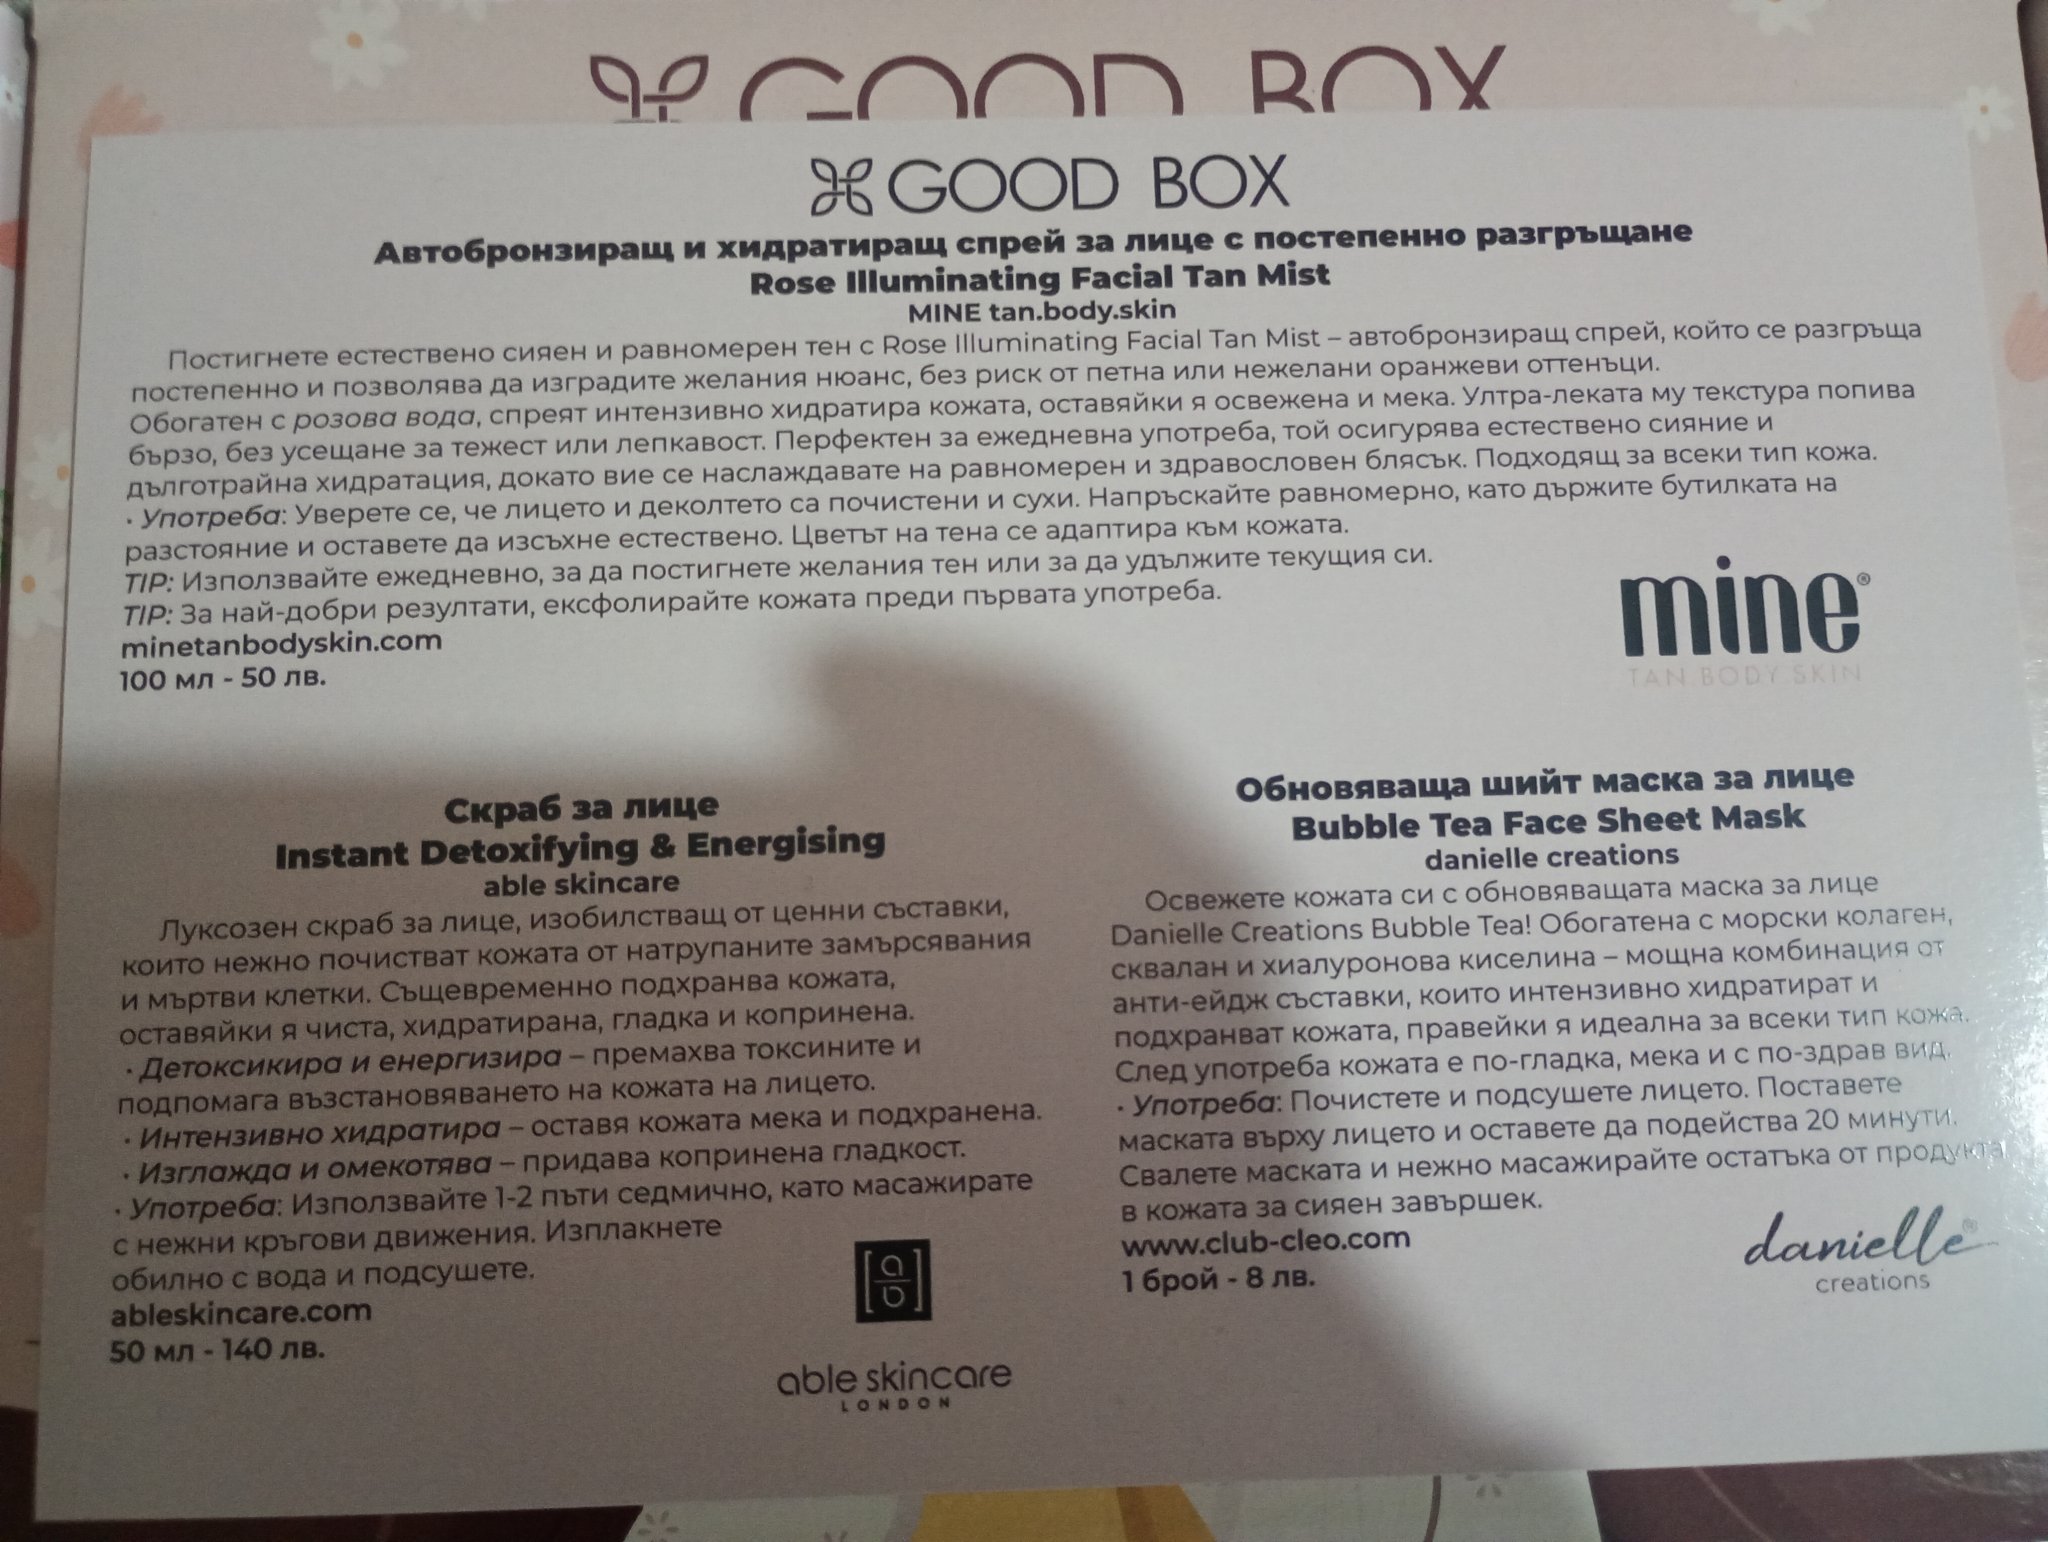 GOOD BOX
GOOD BOX
Автобронзиращ и хидратиращ спрей за лице с постепенно разгръщане
Rose Illuminating Facial Tan Mist
MINE tan.body.skin
Постигнете естествено сияен и равномерен тен с Rose Illuminating Facial Tan Mist – автобронзиращ спрей, който се разгръща
постепенно и позволява да изградите желания нюанс, без риск от петна или нежелани оранжеви оттенъци.
Обогатен с розова вода, спреят интензивно хидратира кожата, оставяйки я освежена и мека. Ултра-леката му текстура попива
бързо, без усещане за тежест или лепкавост. Перфектен за ежедневна употреба, той осигурява естествено сияние и
дълготрайна хидратация, докато вие се наслаждавате на равномерен и здравословен блясък. Подходящ за всеки тип кожа.
· Употреба: Уверете се, че лицето и деколтето са почистени и сухи. Напръскайте равномерно, като държите бутилката на
разстояние и оставете да изсъхне естествено. Цветът на тена се адаптира към кожата.
TIP: Използвайте ежедневно, за да постигнете желания тен или за да удължите текущия си.
TIP: За най-добри резултати, ексфолирайте кожата преди първата употреба.
minetanbodyskin.com
100 мл - 50 лв.
mine®
TAN.BODY.SKIN
Скраб за лице
Instant Detoxifying & Energising
able skincare
Луксозен скраб за лице, изобилстващ от ценни съставки,
които нежно почистват кожата от натрупаните замърсявания
и мъртви клетки. Същевременно подхранва кожата,
оставяйки я чиста, хидратирана, гладка и копринена.
· Детоксикира и енергизира – премахва токсините и
подпомага възстановяването на кожата на лицето.
· Интензивно хидратира – оставя кожата мека и подхранена.
· Изглажда и омекотява – придава копринена гладкост.
· Употреба: Използвайте 1-2 пъти седмично, като масажирате
с нежни кръгови движения. Изплакнете
обилно с вода и подсушете.
ableskincare.com
50 мл - 140 лв.
able skincare
LONDON
Обновяваща шийт маска за лице
Bubble Tea Face Sheet Mask
danielle creations
Освежете кожата си с обновяващата маска за лице
Danielle Creations Bubble Tea! Обогатена с морски колаген,
сквалан и хиалуронова киселина – мощна комбинация от
анти-ейдж съставки, които интензивно хидратират и
подхранват кожата, правейки я идеална за всеки тип кожа.
След употреба кожата е по-гладка, мека и с по-здрав вид.
· Употреба: Почистете и подсушете лицето. Поставете
маската върху лицето и оставете да подейства 20 минути.
Свалете маската и нежно масажирайте остатъка от продукта
в кожата за сияен завършек.
www.club-cleo.com
1 брой - 8 лв.
danielle®
creations